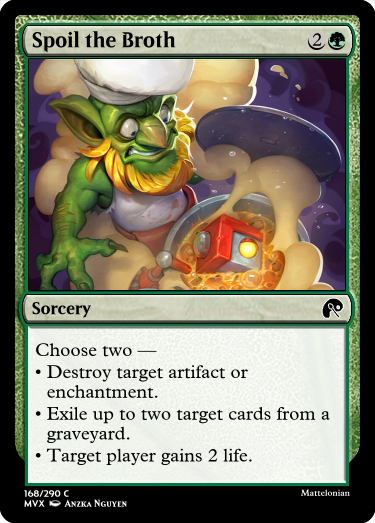 Spoil the Broth 2
Sorcery
Choose two —
• Destroy target artifact or
enchantment.
• Exile up to two target cards from a
graveyard.
• Target player gains 2 life.
168/290 C Mattelonian
MVX Anzka Nguyen